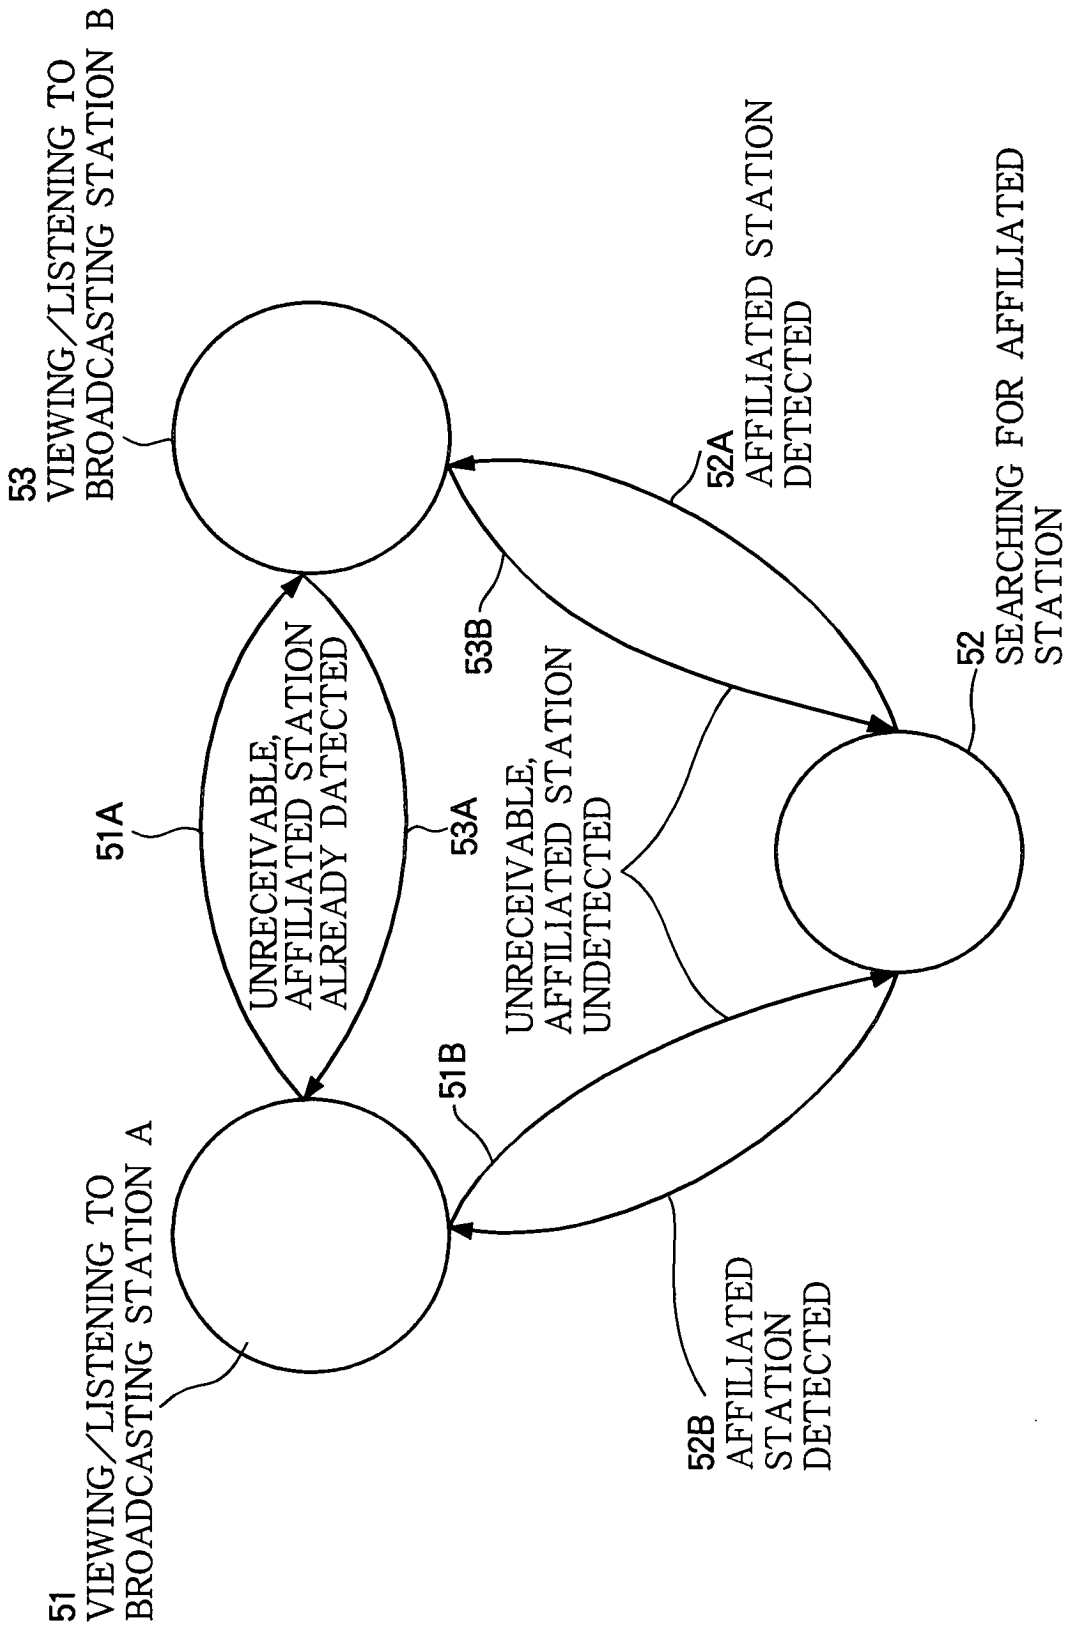 51
VIEWING/LISTENING TO
BROADCASTING STATION A
53
VIEWING/LISTENING TO
BROADCASTING STATION B
51A
UNRECEIVABLE,
AFFILIATED STATION
ALREADY DATECTED
53A
51B
53B
UNRECEIVABLE,
AFFILIATED STATION
UNDETECTED
52B
AFFILIATED
STATION
DETECTED
52A
AFFILIATED STATION
DETECTED
52
SEARCHING FOR AFFILIATED
STATION